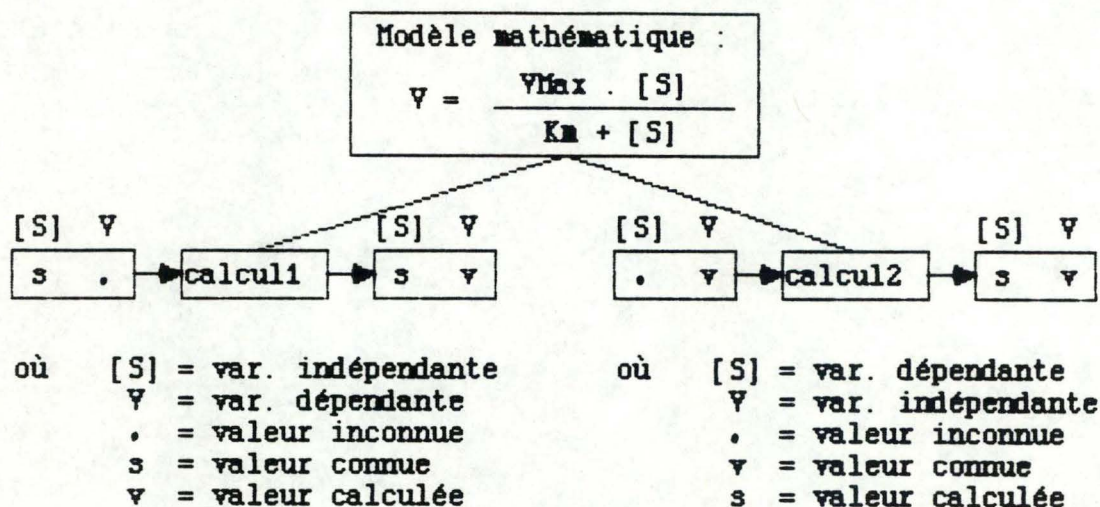 Modèle mathématique :
V = VMax . [S]
Km + [S]
[S] V [S] V [S] V [S] V
s . calcul1 s v . v calcul2 s v
où [S] = var. indépendante
V = var. dépendante
. = valeur inconnue
s = valeur connue
v = valeur calculée
où [S] = var. dépendante
V = var. indépendante
. = valeur inconnue
v = valeur connue
s = valeur calculée